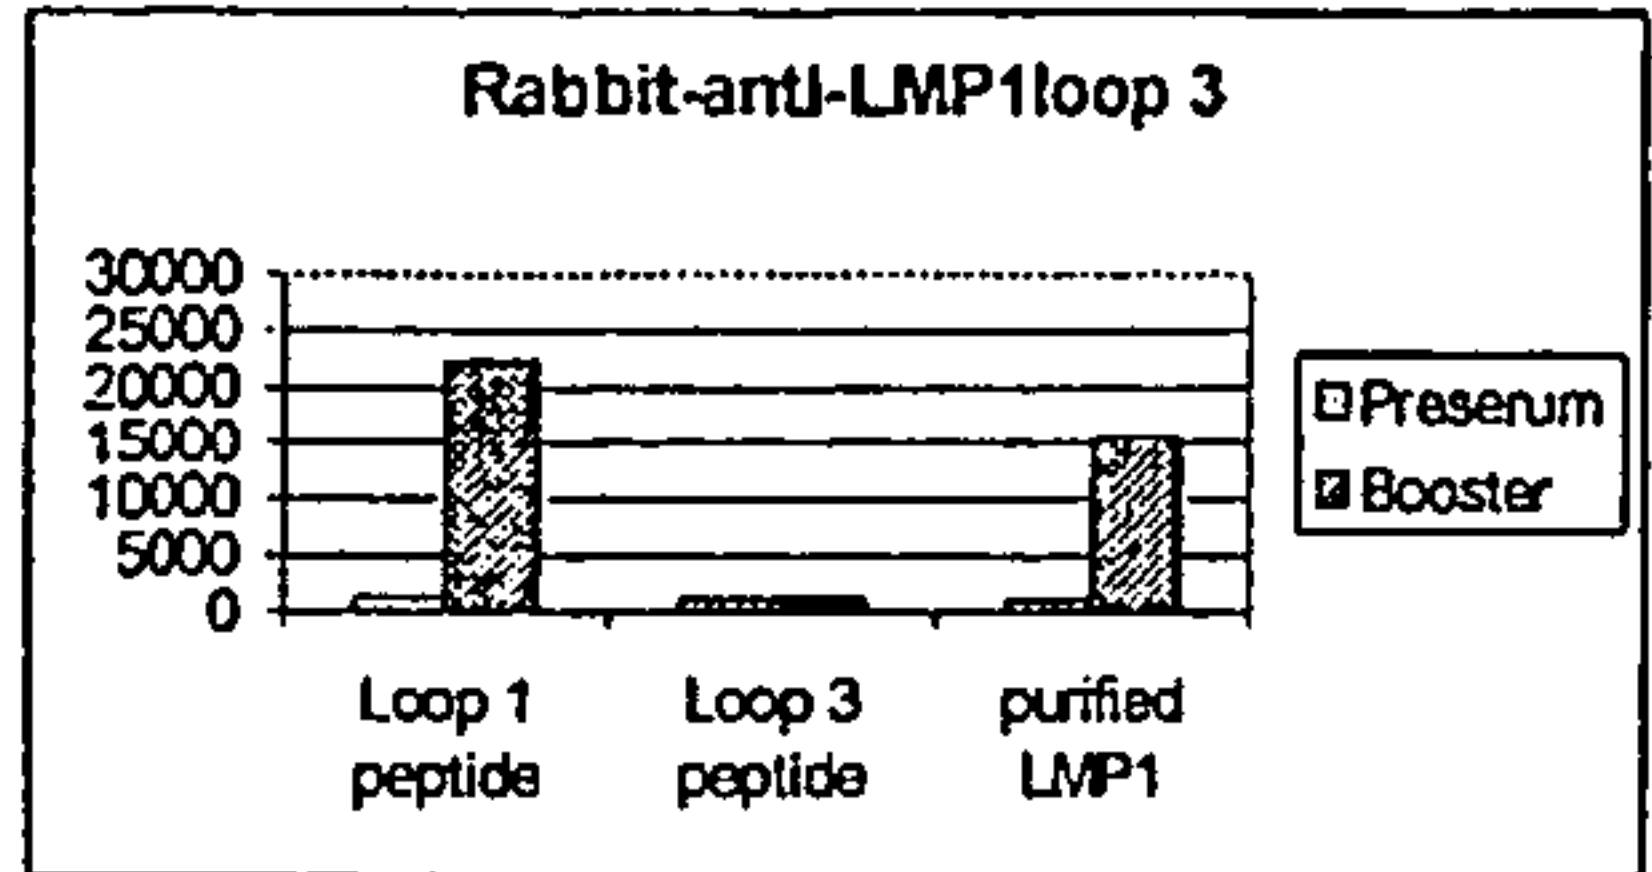 Rabbit-anti-LMP1loop 3
30000
25000
20000
15000
10000
5000
0
Loop 1
peptide
Loop 3
peptide
purified
LMP1
Preserum
Booster